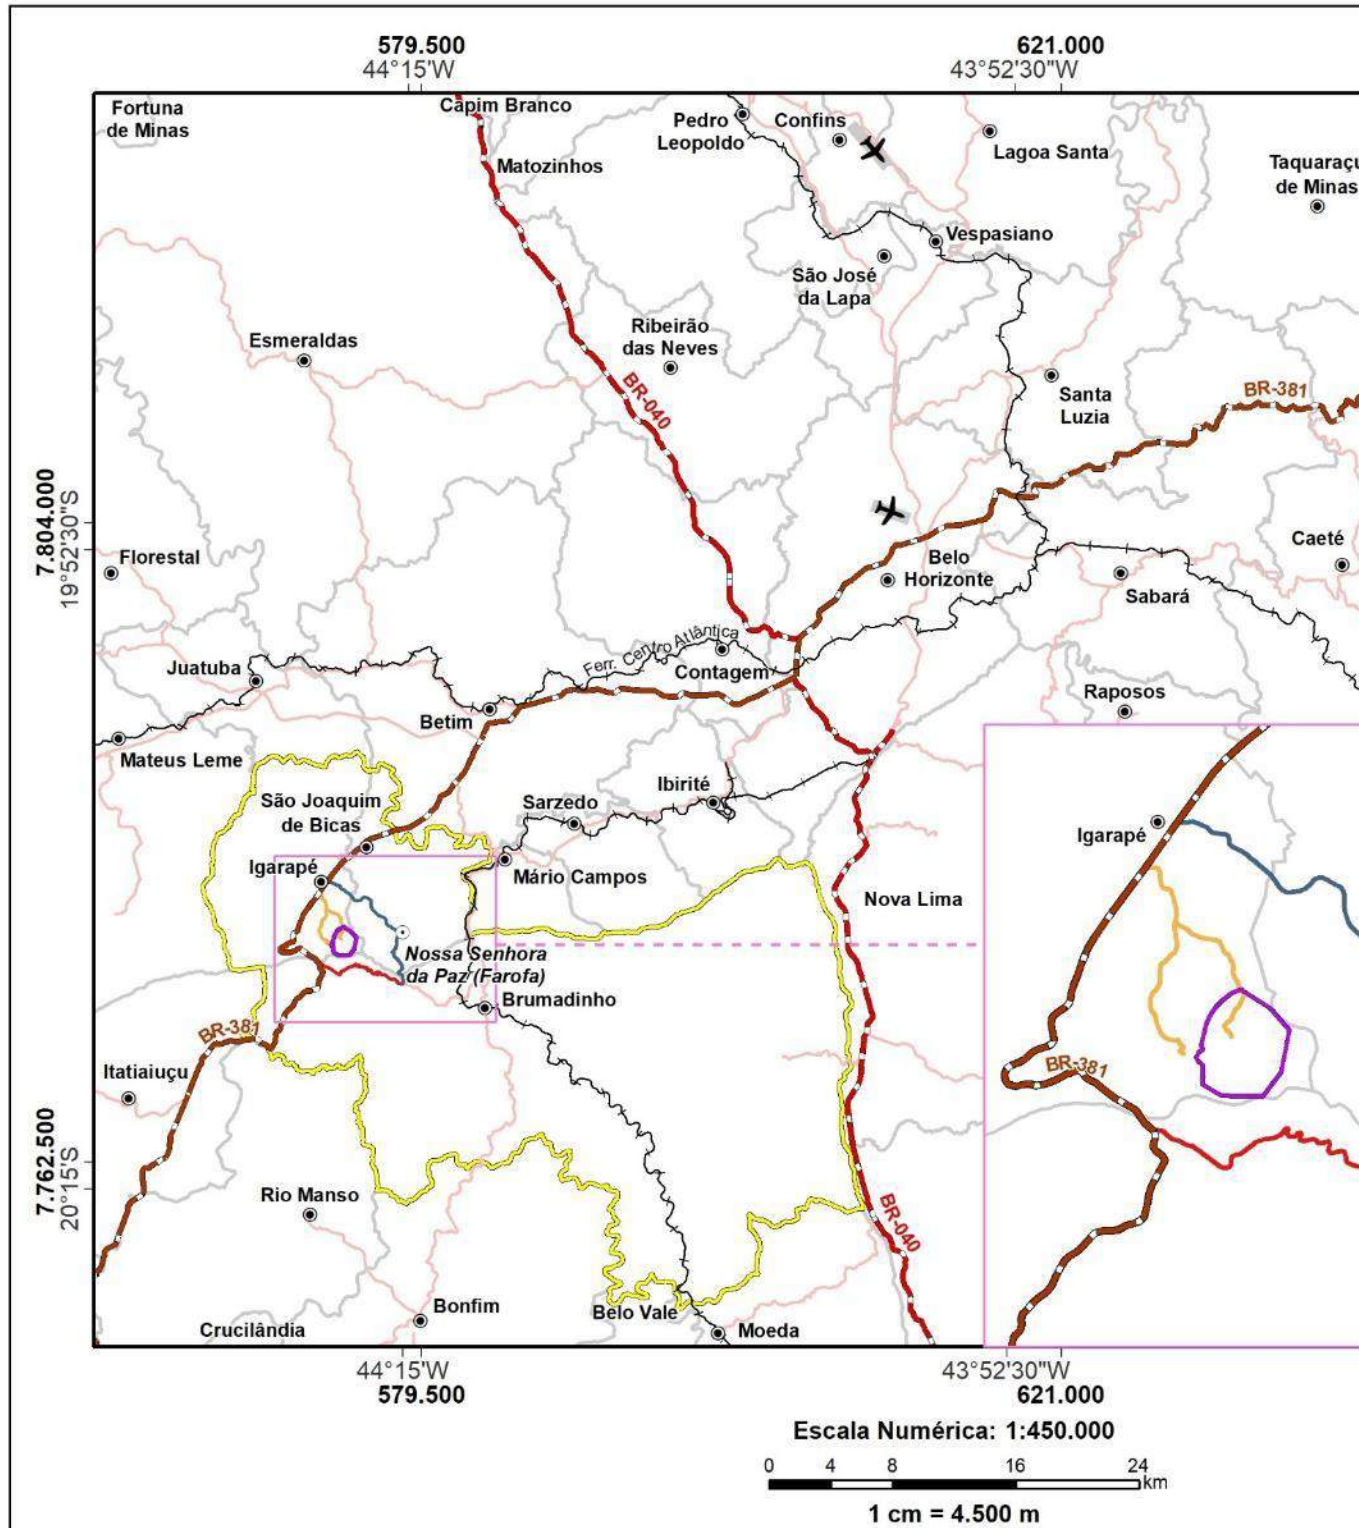 579.500
621.000
44°15'W
43°52'30"W
Capim Branco
Fortuna
de Minas
Pedro
Leopoldo
Confins
Lagoa Santa
Matozinhos
Taquaraçu
de Minas
Vespasiano
São José
da Lapa
Ribeirão
das Neves
Esmeraldas
BR-040
Santa
Luzia
BR-381
7.804.000
19°52'30"S
Florestal
Belo
Horizonte
Caeté
Sabará
Ferr. Centro Atlântica
Juatuba
Contagem
Raposos
Betim
Mateus Leme
São Joaquim
de Bicas
Sarzedo
Ibirité
Igarapé
Igarapé
Mário Campos
Nova Lima
Nossa Senhora
da Paz (Farofa)
Brumadinho
BR-381
BR-381
Itatiaiuçu
7.762.500
20°15'S
Rio Manso
BR-040
Bonfim
Belo Vale
Crucilândia
Moeda
44°15'W
43°52'30"W
579.500
621.000
Escala Numérica: 1:450.000
0 4 8 16 24
km
1 cm = 4.500 m